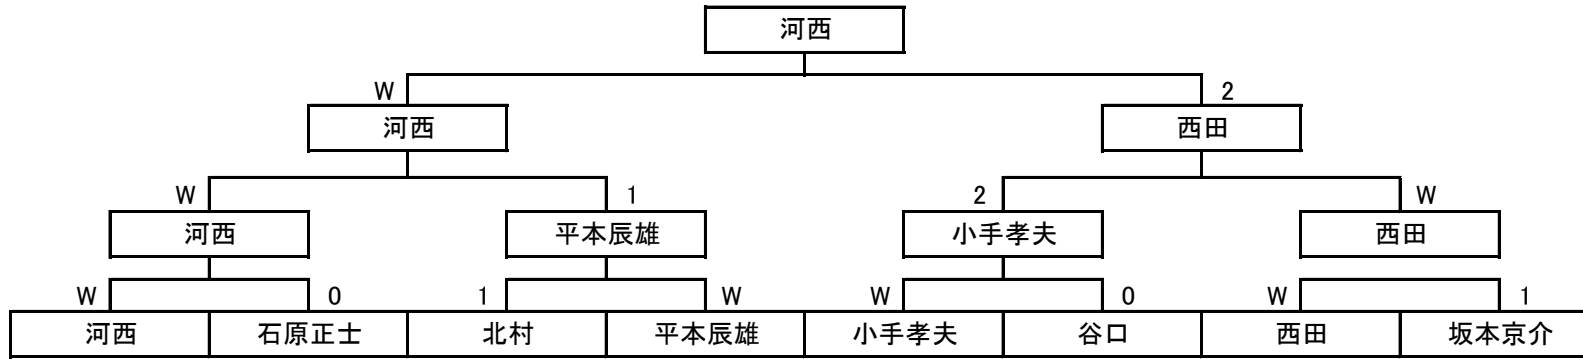 河西
W 2
河西 西田
W 1 2 W
河西 平本辰雄 小手孝夫 西田
W 0 1 W W 0 W 1
河西 石原正士 北村 平本辰雄 小手孝夫 谷口 西田 坂本京介